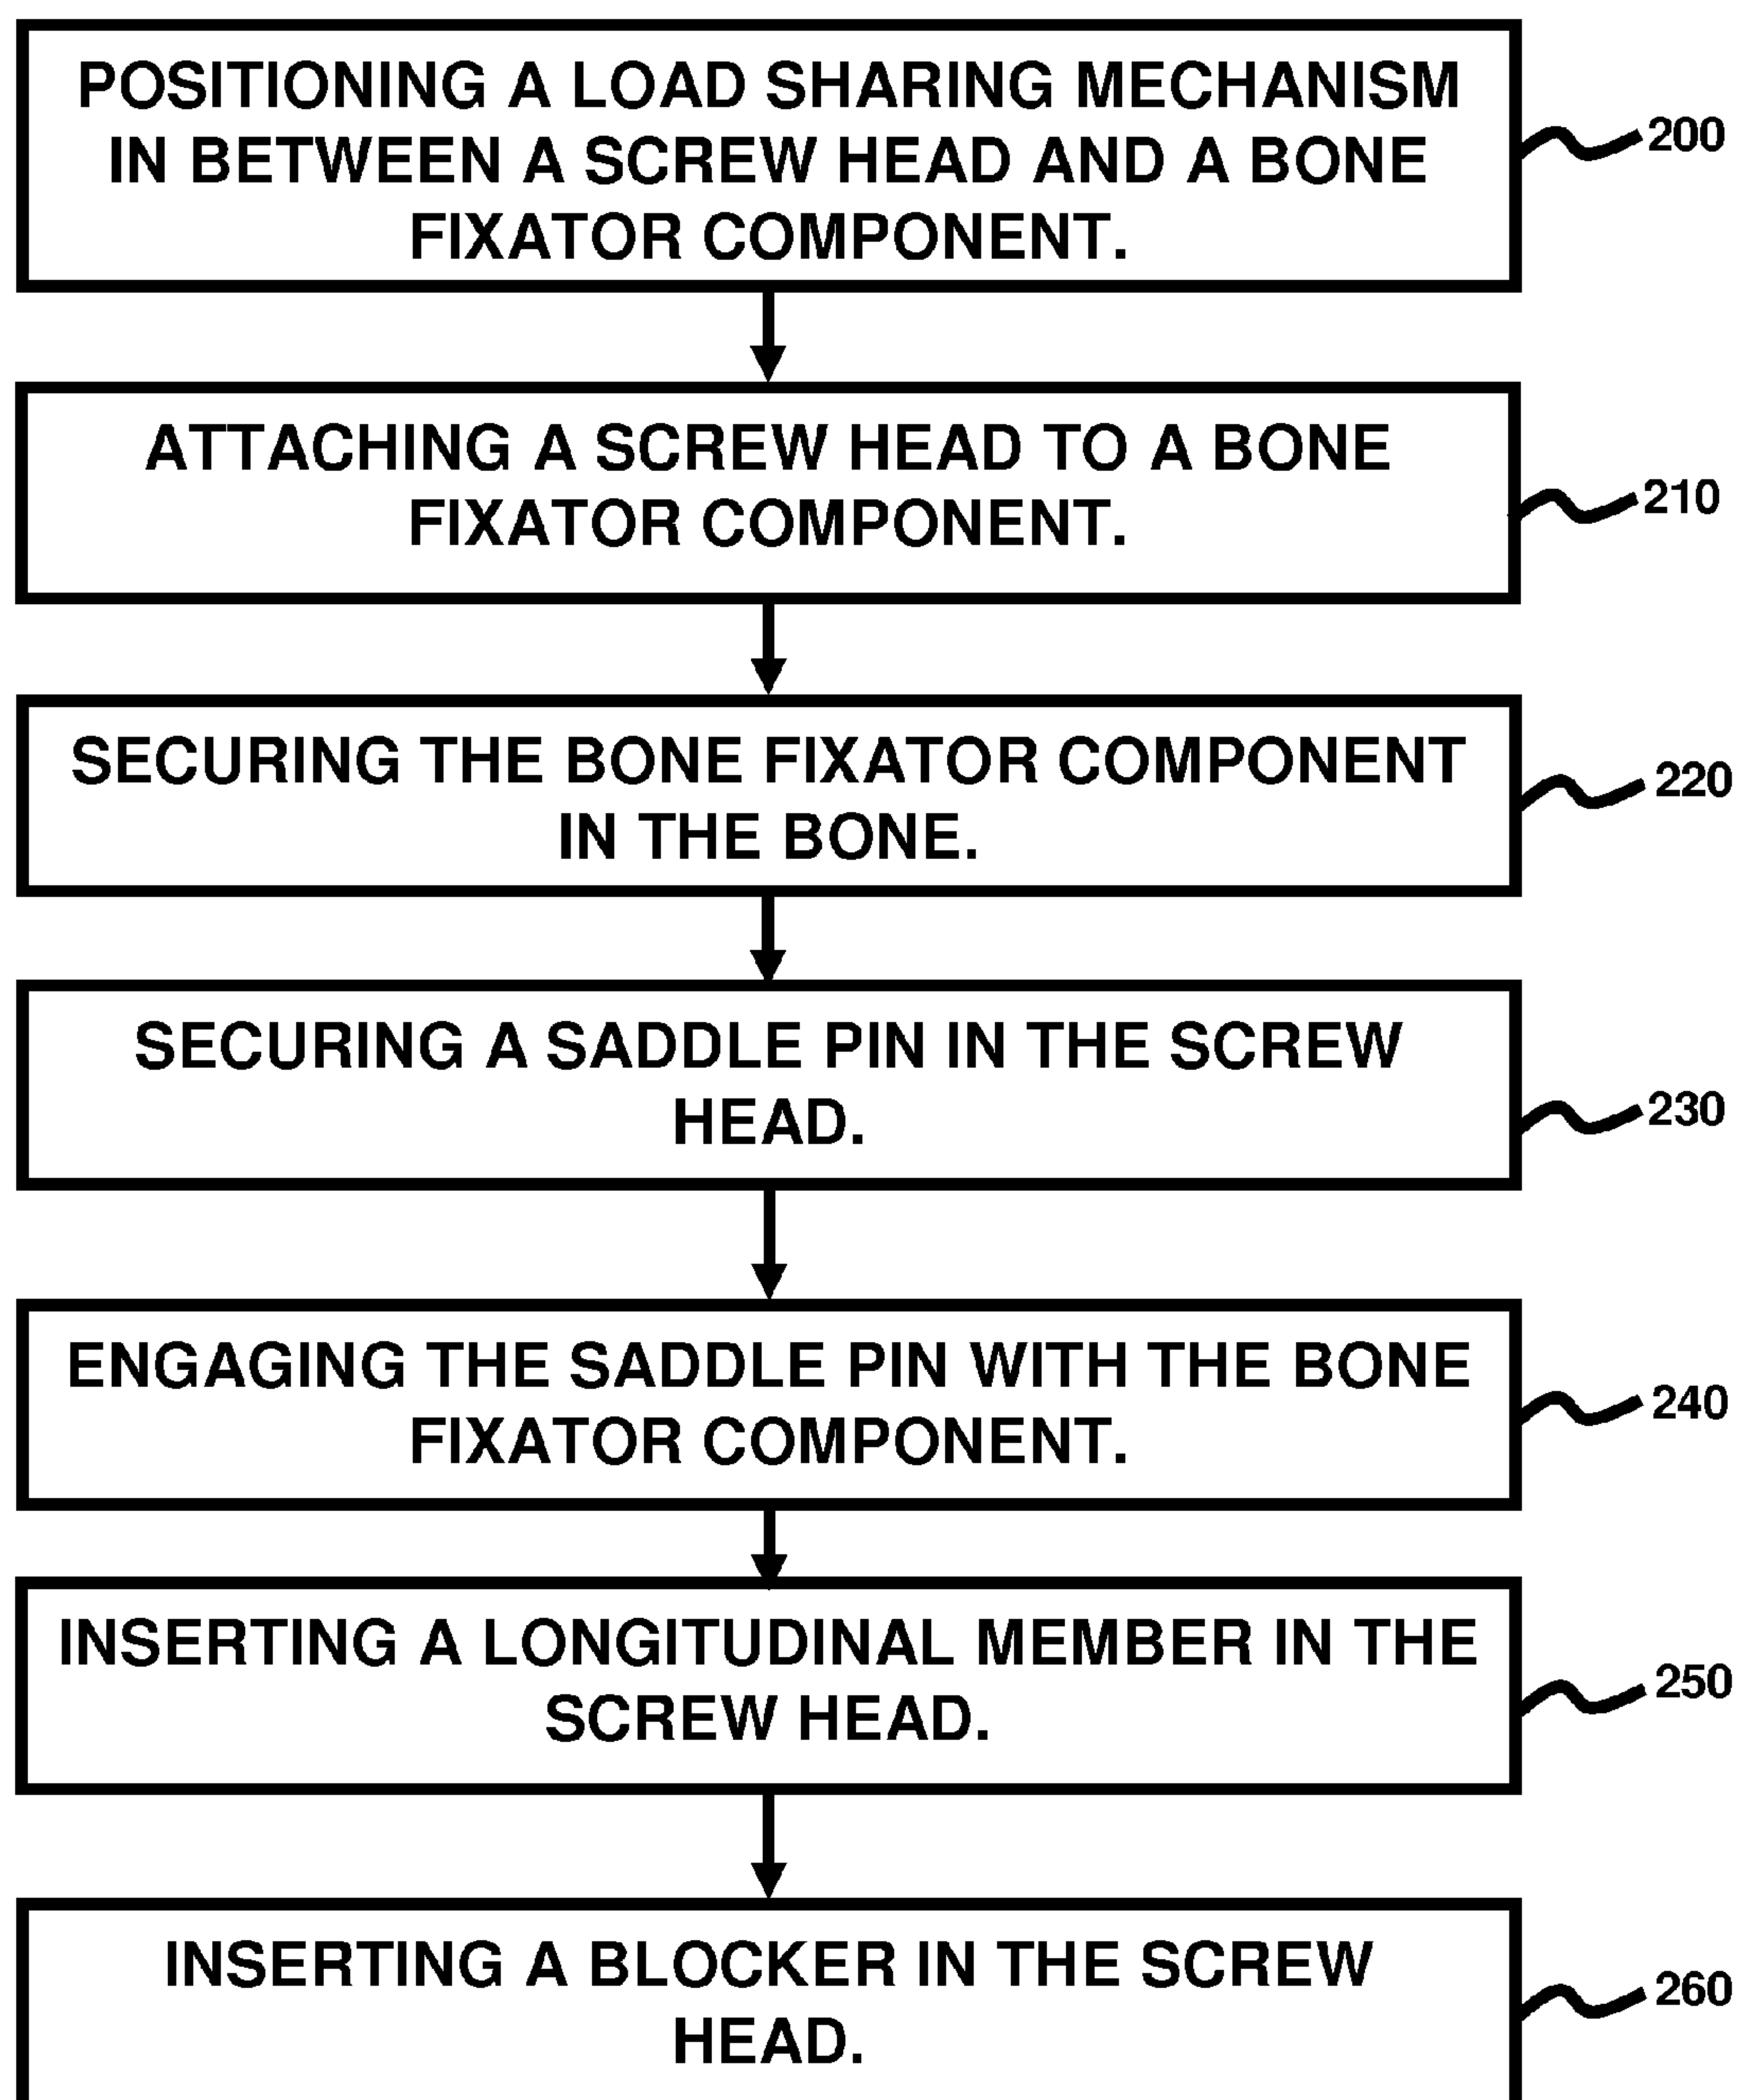 POSITIONING A LOAD SHARING MECHANISM
IN BETWEEN A SCREW HEAD AND A BONE
FIXATOR COMPONENT.
200
ATTACHING A SCREW HEAD TO A BONE
FIXATOR COMPONENT.
210
SECURING THE BONE FIXATOR COMPONENT
IN THE BONE.
220
SECURING A SADDLE PIN IN THE SCREW
HEAD.
230
ENGAGING THE SADDLE PIN WITH THE BONE
FIXATOR COMPONENT.
240
INSERTING A LONGITUDINAL MEMBER IN THE
SCREW HEAD.
250
INSERTING A BLOCKER IN THE SCREW
HEAD.
260